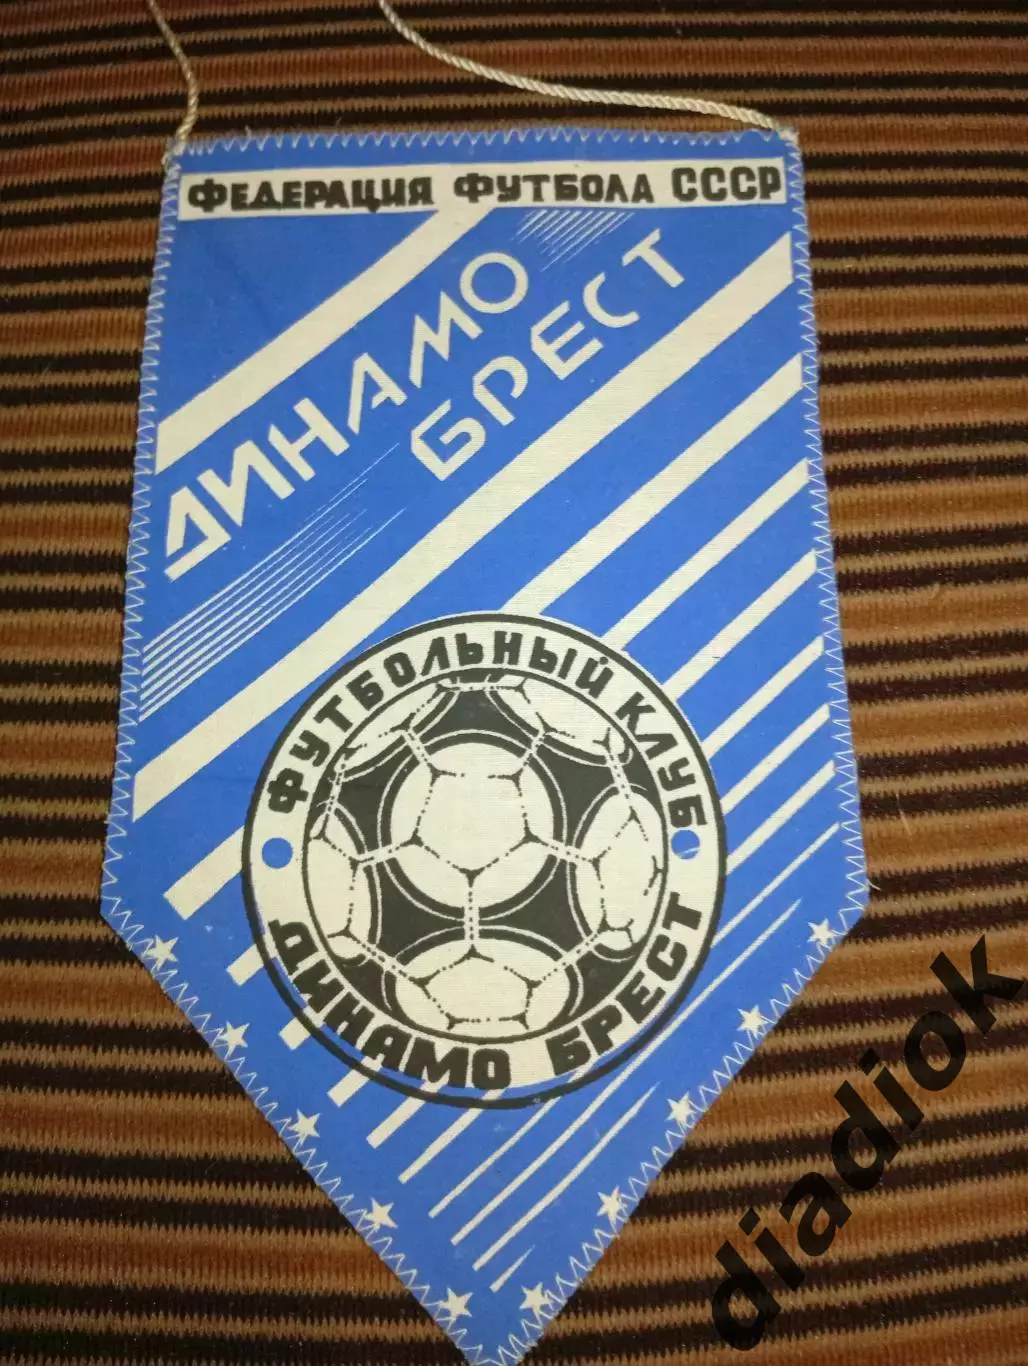 ФЕДЕРАЦИЯ ФУТБОЛА СССР
ДИНАМО
БРЕСТ
ФУТБОЛЬНЫЙ КЛУБ
ДИНАМО БРЕСТ
diadiok